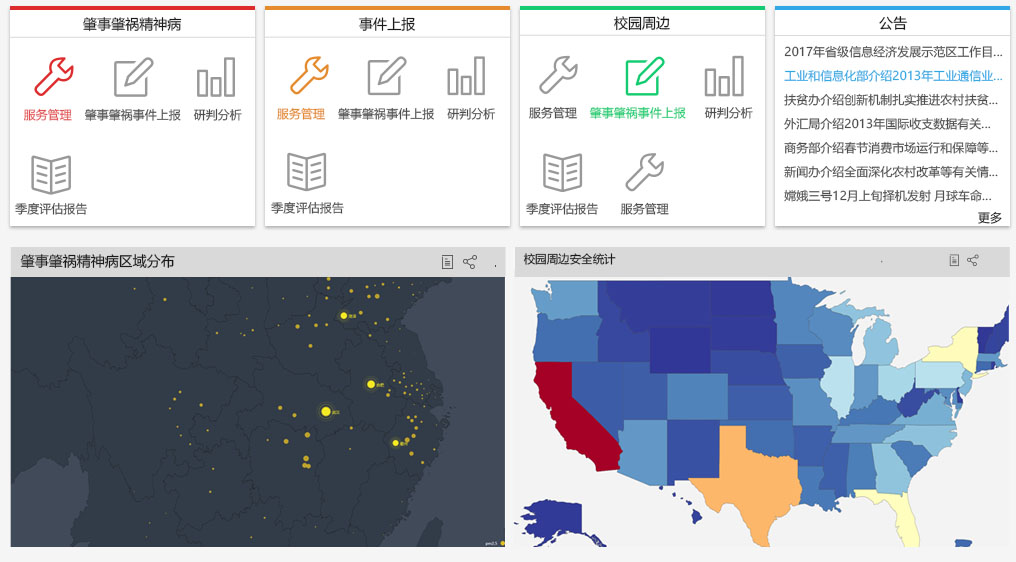 肇事肇祸精神病
服务管理
肇事肇祸事件上报
研判分析
季度评估报告
事件上报
服务管理
肇事肇祸事件上报
研判分析
季度评估报告
校园周边
服务管理
肇事肇祸事件上报
研判分析
季度评估报告
服务管理
公告
2017年省级信息经济发展示范区工作目...
工业和信息化部介绍2013年工业通信业...
扶贫办介绍创新机制扎实推进农村扶贫...
外汇局介绍2013年国际收支数据有关...
商务部介绍春节消费市场运行和保障等...
新闻办介绍全面深化农村改革等有关情...
嫦娥三号12月上旬择机发射 月球车命...
更多
肇事肇祸精神病区域分布
pm2.5
校园周边安全统计